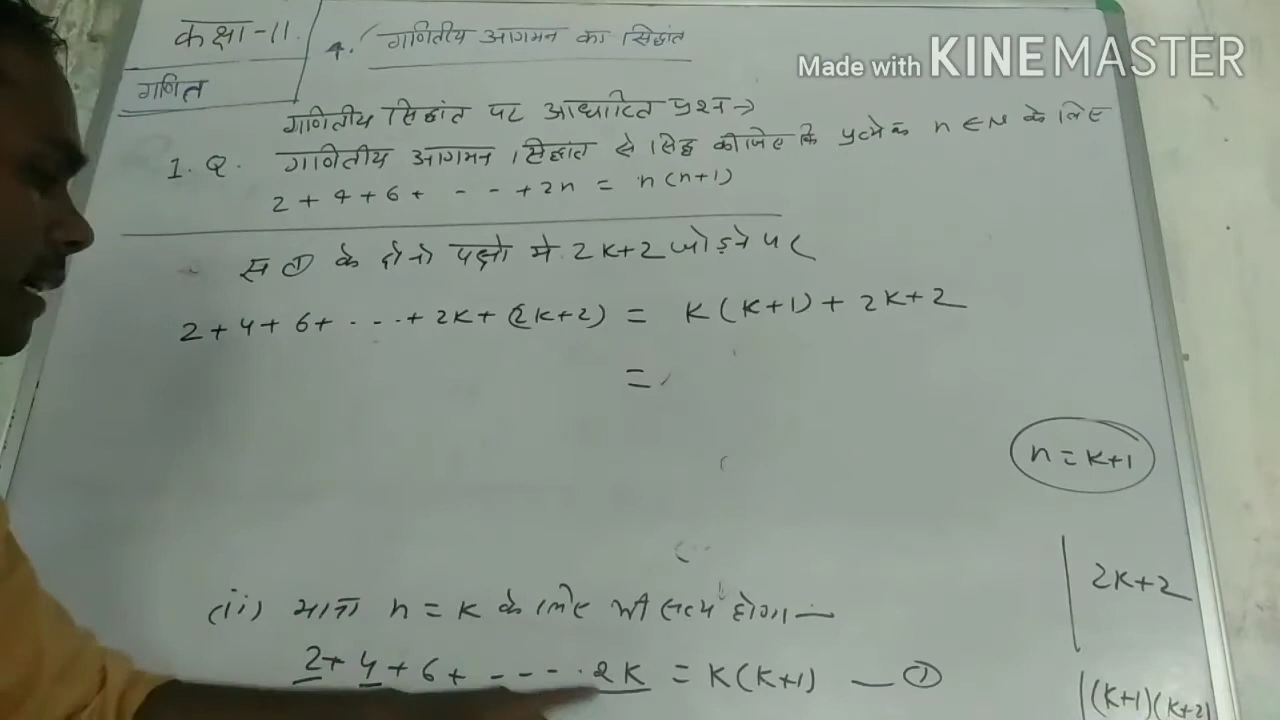 Made with KINEMASTER
कक्षा-11.
4. गणितीय आगमन का सिद्धांत
गणित
गणितीय सिद्धांत पर आधारित प्रश्न→
1. Q. गणितीय आगमन सिद्धांत से सिद्ध कीजिए कि प्रत्येक n ∈ N के लिए
2 + 4 + 6 + - - + 2n = n(n+1)
स ① के दोनो पक्षो मे 2K+2 जोड़ने पर
2 + 4 + 6 + . - . . + 2K + (2K+2) = K(K+1) + 2K+2
=
n = K+1
2K+2
(ii) माना n = K के लिए भी सत्य होगा —
2 + 4 + 6 + - - - . 2K = K(K+1) — ①
(K+1)(K+2)